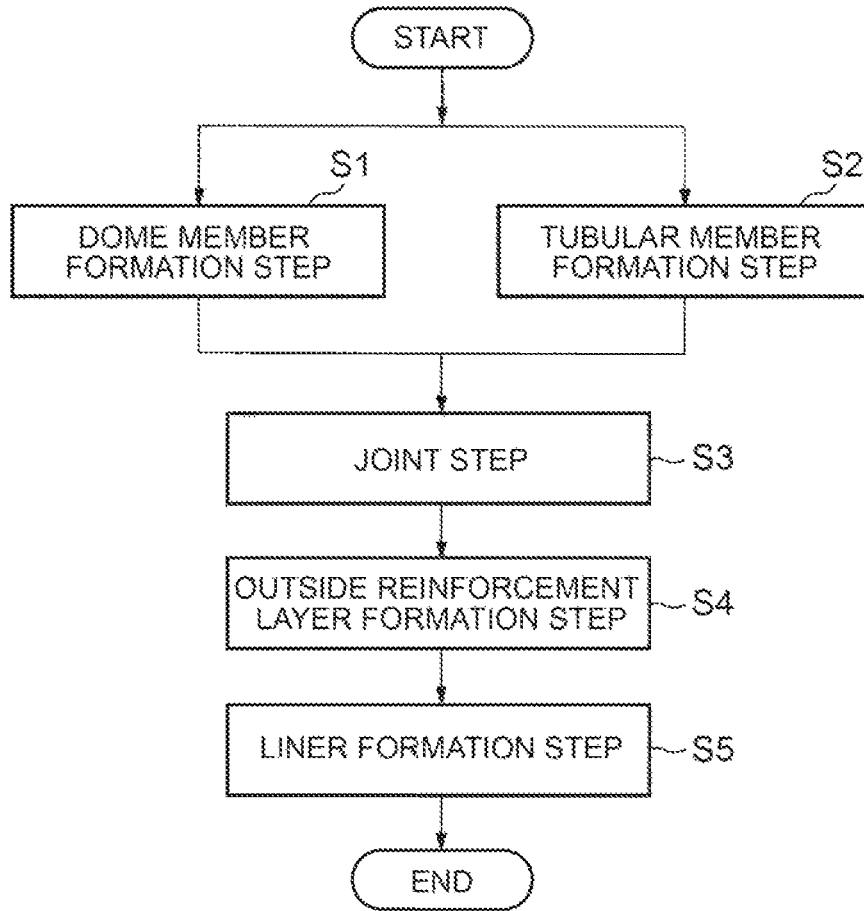 START
S1
S2
DOME MEMBER
FORMATION STEP
TUBULAR MEMBER
FORMATION STEP
JOINT STEP
S3
OUTSIDE REINFORCEMENT
LAYER FORMATION STEP
S4
LINER FORMATION STEP
S5
END